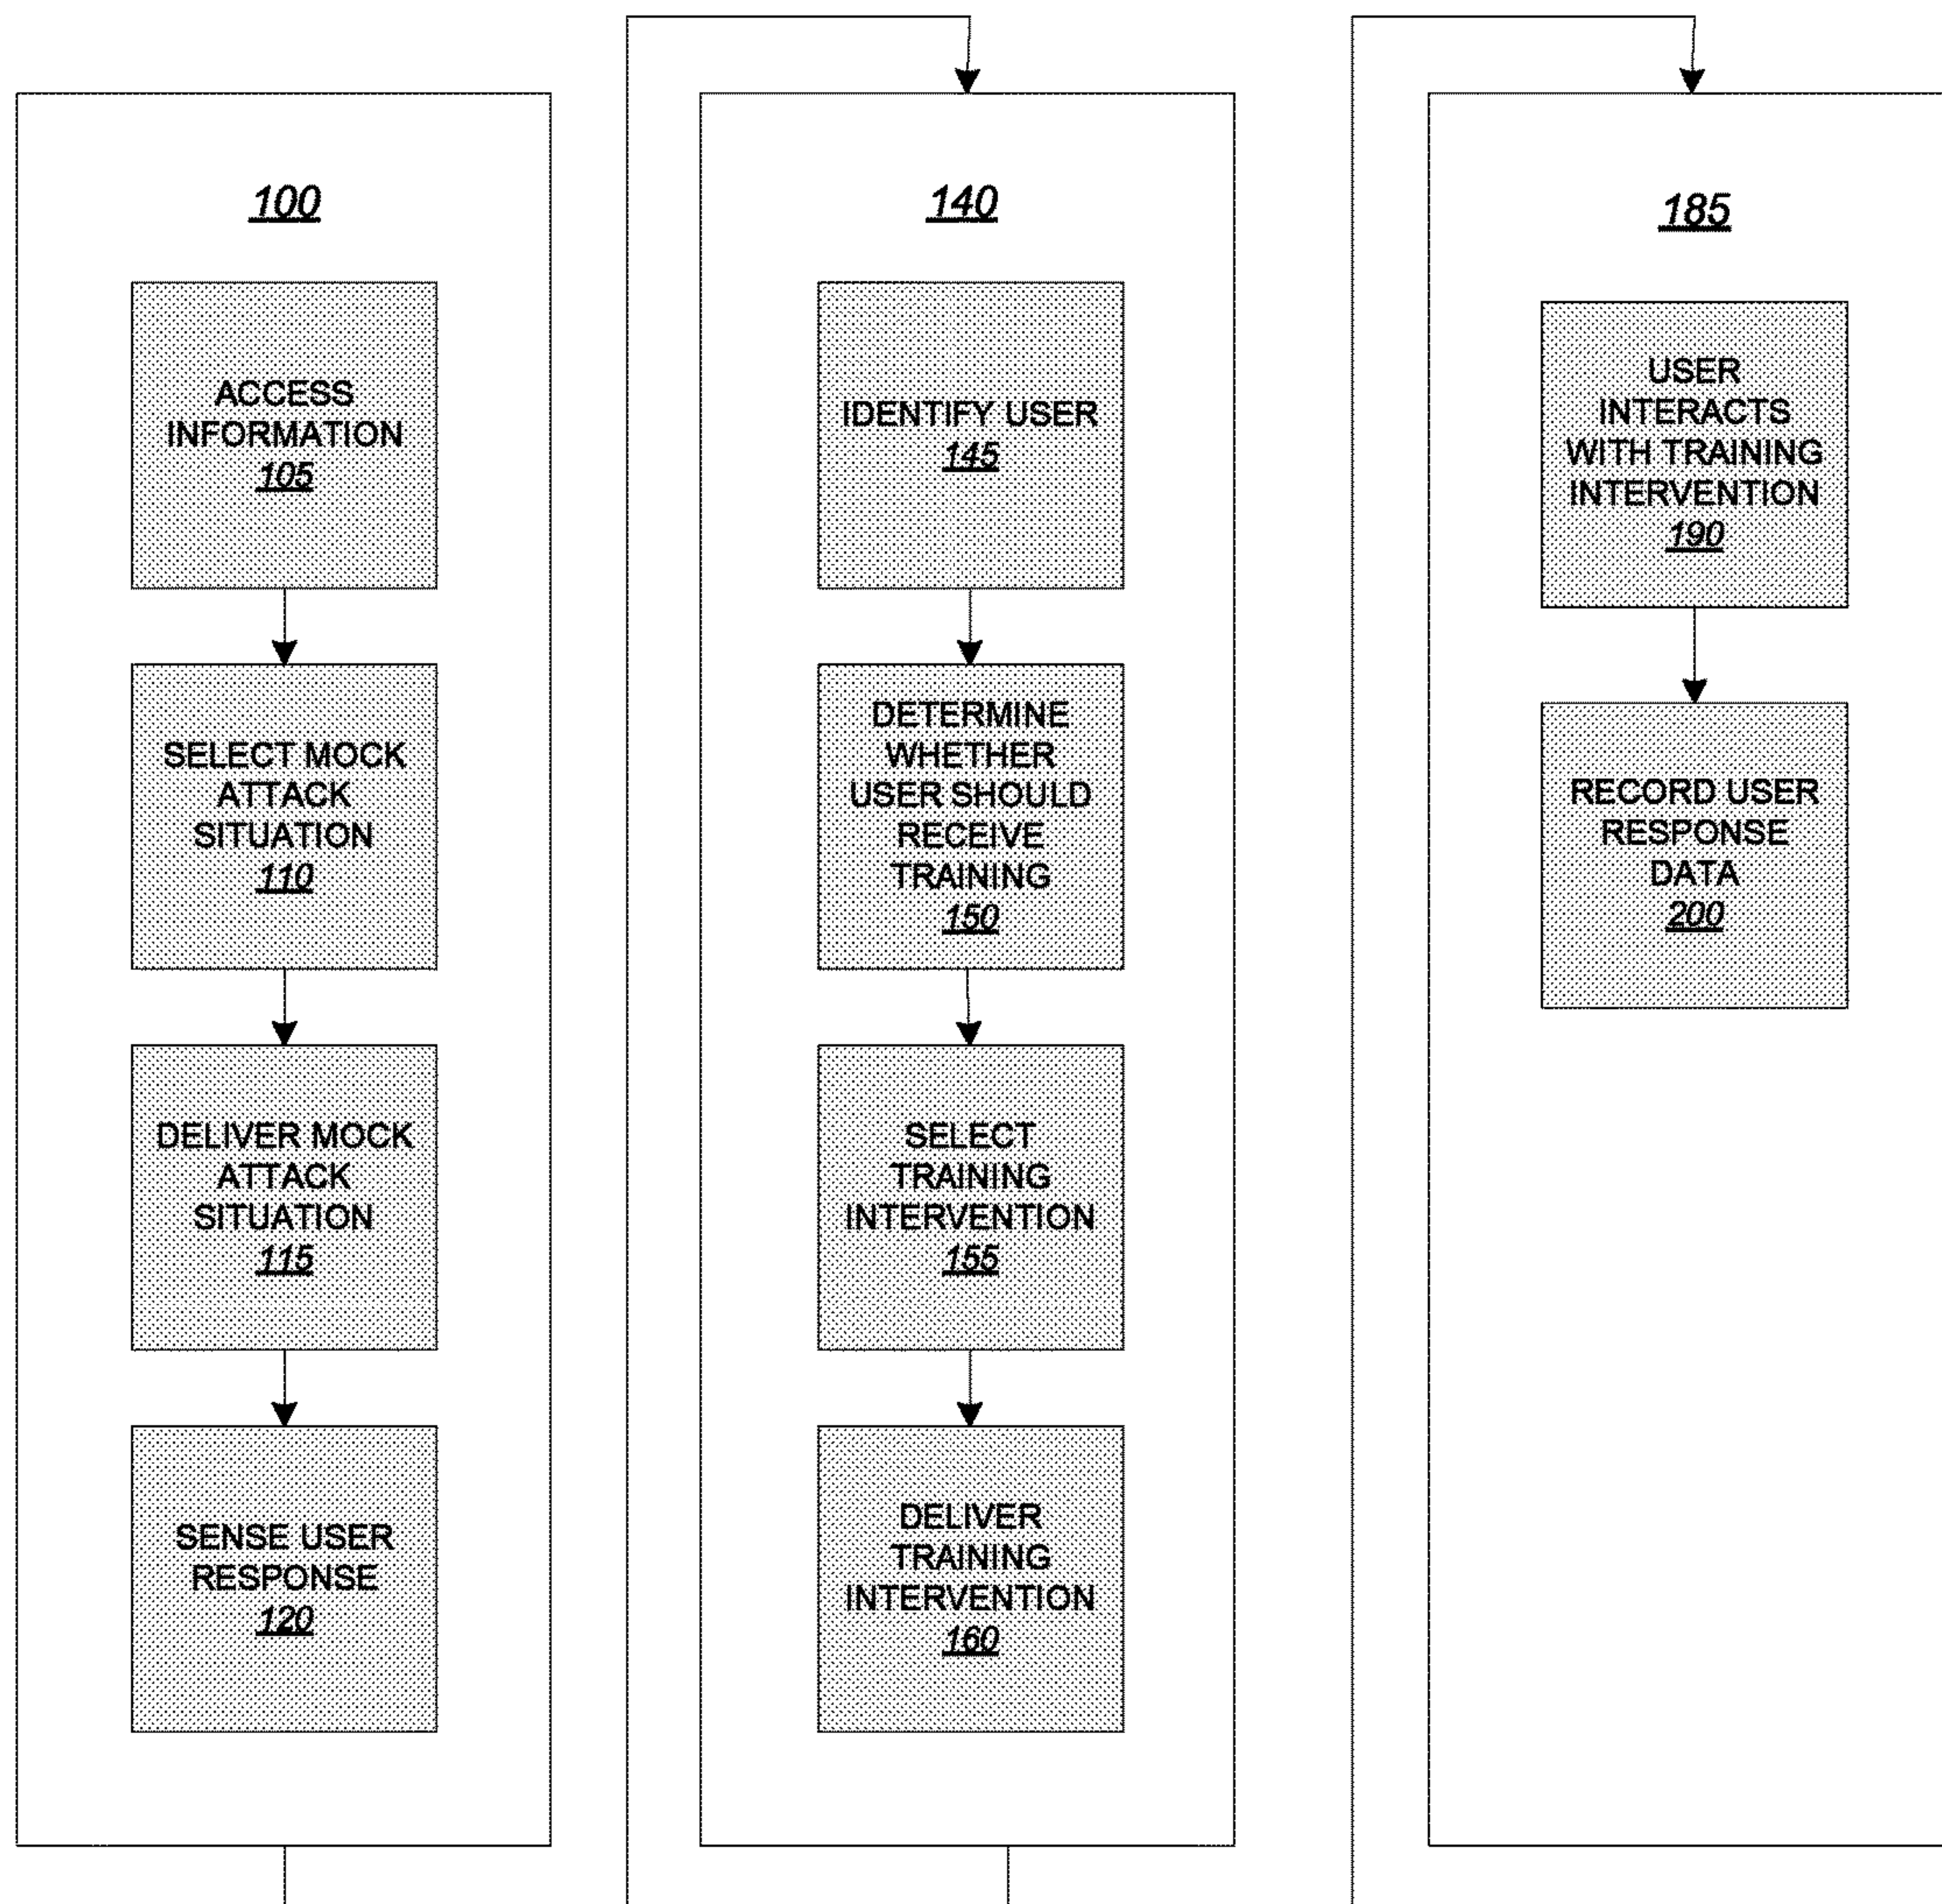 100
ACCESS
INFORMATION
105
SELECT MOCK
ATTACK
SITUATION
110
DELIVER MOCK
ATTACK
SITUATION
115
SENSE USER
RESPONSE
120
140
IDENTIFY USER
145
DETERMINE
WHETHER
USER SHOULD
RECEIVE
TRAINING
150
SELECT
TRAINING
INTERVENTION
155
DELIVER
TRAINING
INTERVENTION
160
185
USER
INTERACTS
WITH TRAINING
INTERVENTION
190
RECORD USER
RESPONSE
DATA
200